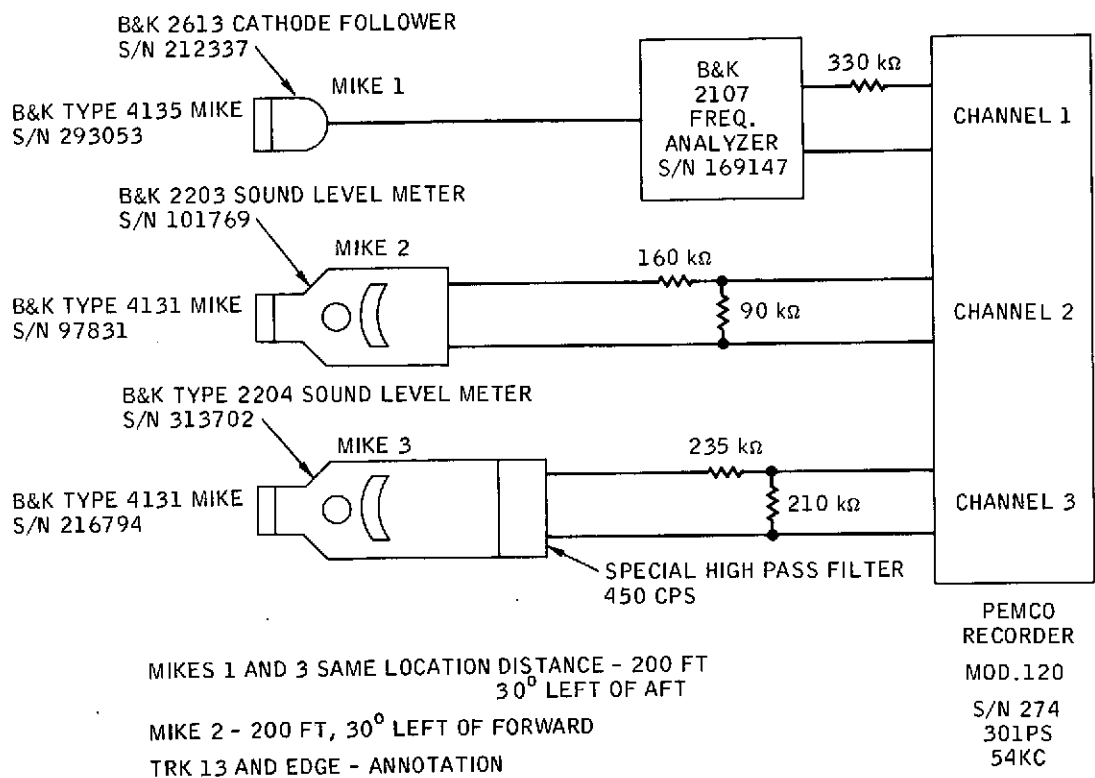 B&K 2613 CATHODE FOLLOWER
S/N 212337
MIKE 1
B&K TYPE 4135 MIKE
S/N 293053
B&K
2107
FREQ.
ANALYZER
S/N 169147
330 kΩ
CHANNEL 1
B&K 2203 SOUND LEVEL METER
S/N 101769
MIKE 2
B&K TYPE 4131 MIKE
S/N 97831
160 kΩ
90 kΩ
CHANNEL 2
B&K TYPE 2204 SOUND LEVEL METER
S/N 313702
MIKE 3
B&K TYPE 4131 MIKE
S/N 216794
235 kΩ
210 kΩ
CHANNEL 3
SPECIAL HIGH PASS FILTER
450 CPS
PEMCO
RECORDER
MOD.120
S/N 274
301PS
54KC
MIKES 1 AND 3 SAME LOCATION DISTANCE - 200 FT
30⁰ LEFT OF AFT
MIKE 2 - 200 FT, 30⁰ LEFT OF FORWARD
TRK 13 AND EDGE - ANNOTATION